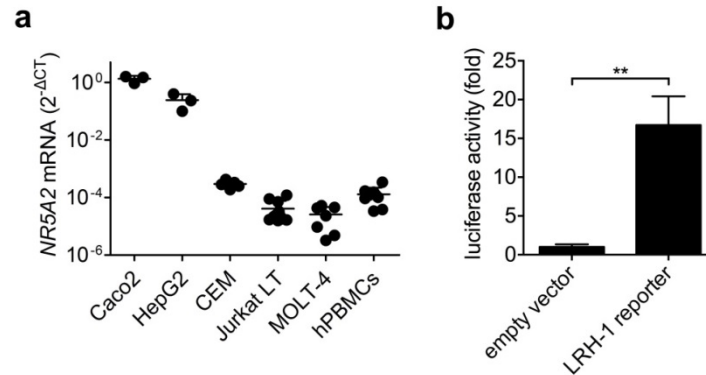 a
NR5A2 mRNA (2^-ΔCT)
10^0
10^-2
10^-4
10^-6
Caco2
HepG2
CEM
Jurkat LT
MOLT-4
hPBMCs
b
luciferase activity (fold)
25
20
15
10
5
0
**
empty vector
LRH-1 reporter